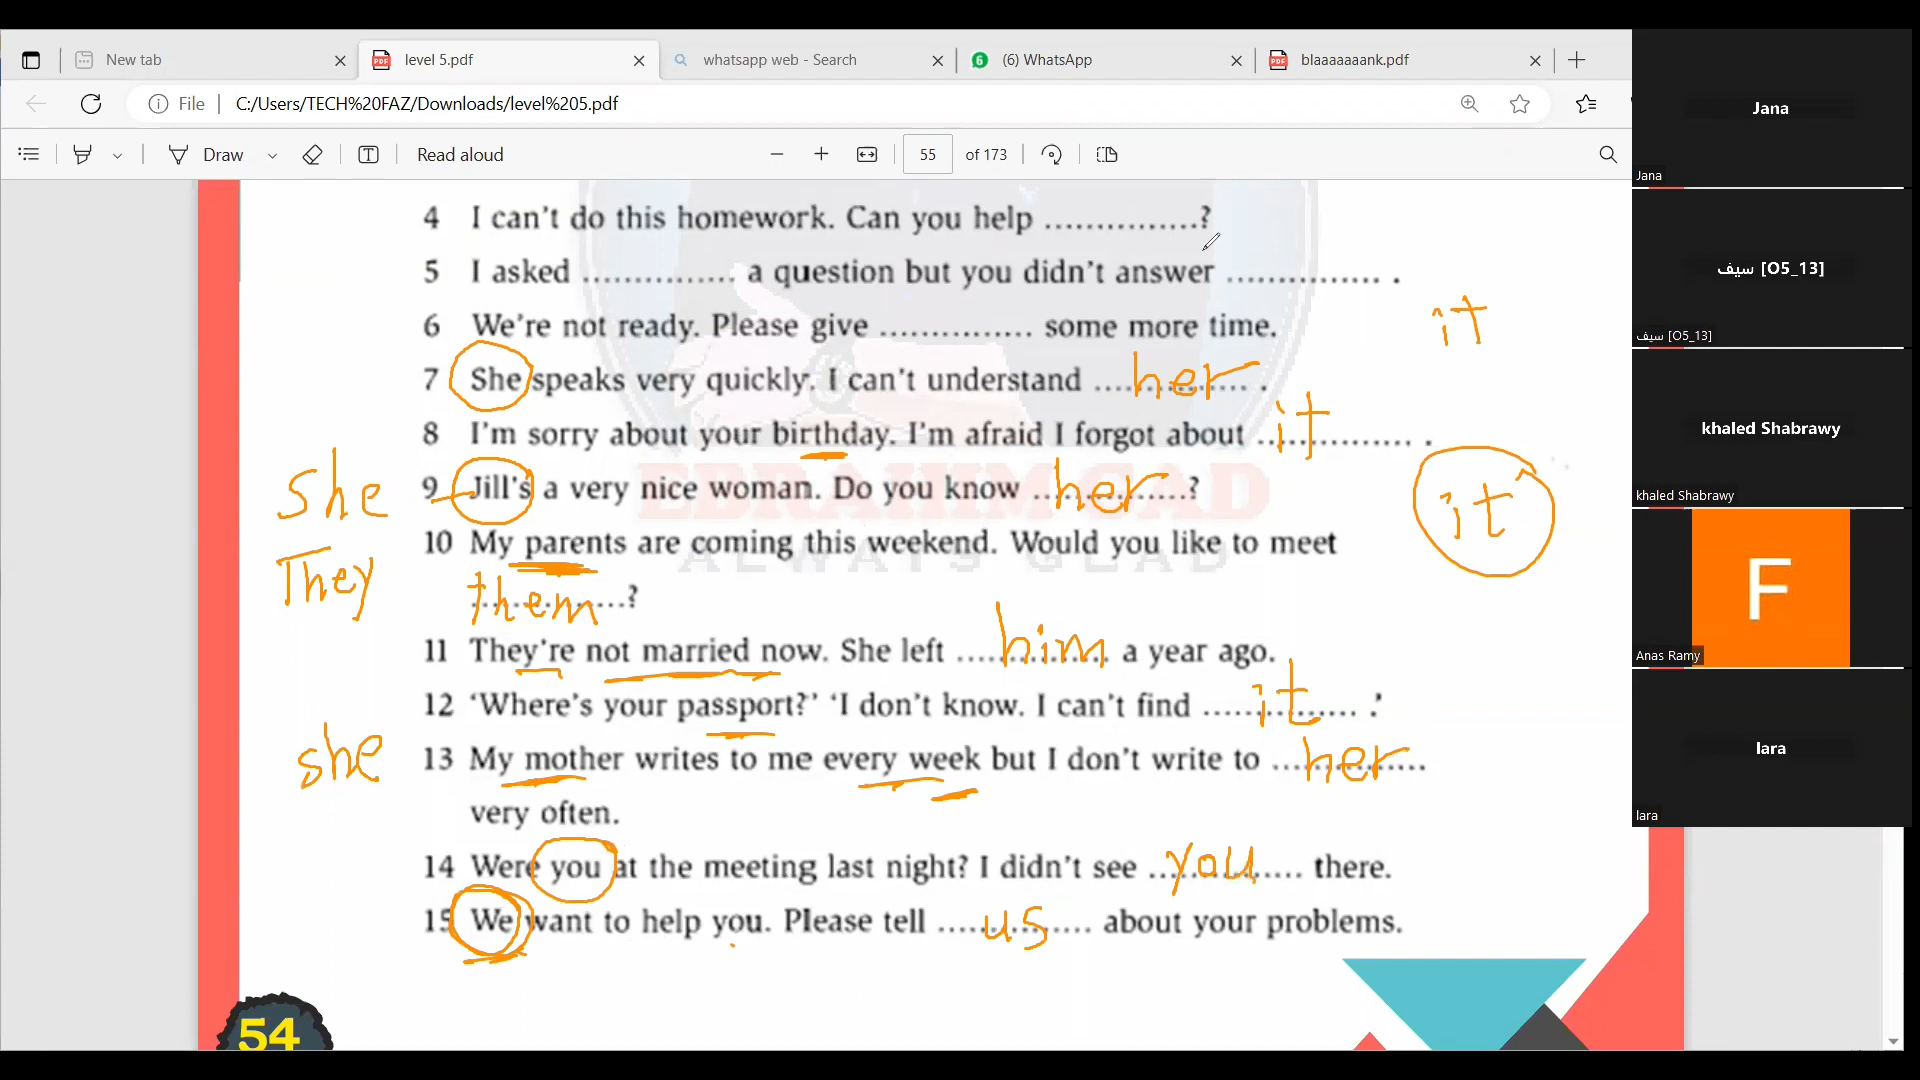 New tab
level 5.pdf
whatsapp web - Search
6 (6) WhatsApp
blaaaaaaank.pdf
File C:/Users/TECH%20FAZ/Downloads/level%205.pdf
Draw
Read aloud
55 of 173
4 I can't do this homework. Can you help ...............?
5 I asked ............... a question but you didn't answer ............... .
6 We're not ready. Please give ............... some more time.
it
7 She speaks very quickly. I can't understand her .
8 I'm sorry about your birthday. I'm afraid I forgot about it .
She 9 Jill's a very nice woman. Do you know her ?
it
EBRAHIM GAD
ALWAYS GLAD
They 10 My parents are coming this weekend. Would you like to meet
them ?
11 They're not married now. She left him a year ago.
12 'Where's your passport?' 'I don't know. I can't find it .'
she 13 My mother writes to me every week but I don't write to her
very often.
14 Were you at the meeting last night? I didn't see you there.
15 We want to help you. Please tell us about your problems.
54
Jana
Jana
سيف [O5_13]
سيف [O5_13]
khaled Shabrawy
khaled Shabrawy
F
Anas Ramy
lara
lara